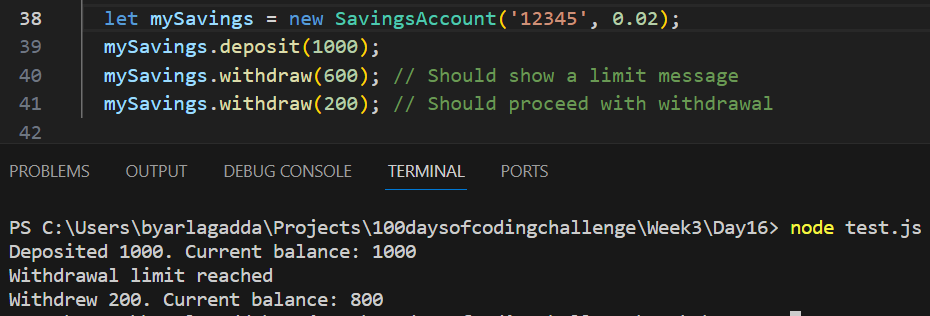 38 let mySavings = new SavingsAccount('12345', 0.02);
39 mySavings.deposit(1000);
40 mySavings.withdraw(600); // Should show a limit message
41 mySavings.withdraw(200); // Should proceed with withdrawal
42
PROBLEMS OUTPUT DEBUG CONSOLE TERMINAL PORTS
PS C:\Users\byarlagadda\Projects\100daysofcodingchallenge\Week3\Day16> node test.js
Deposited 1000. Current balance: 1000
Withdrawal limit reached
Withdrew 200. Current balance: 800